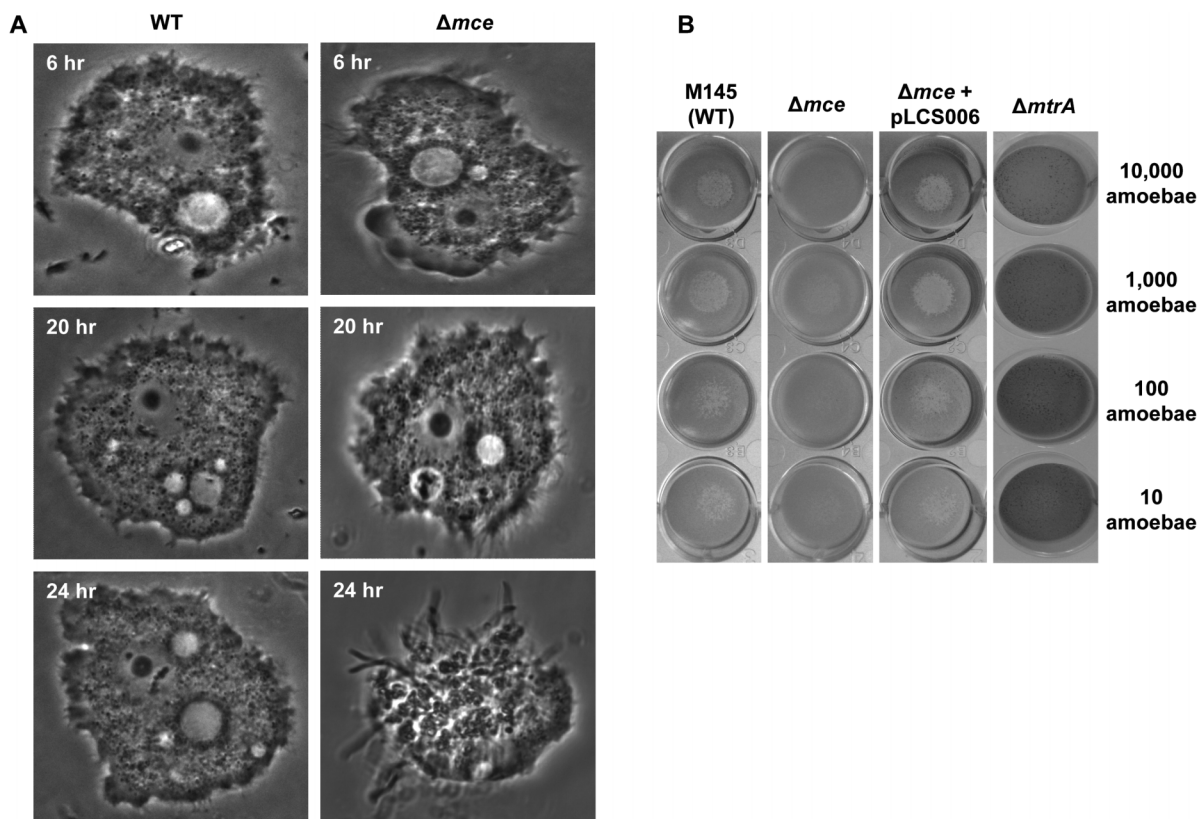 A
WT
Δmce
6 hr
6 hr
20 hr
20 hr
24 hr
24 hr
B
M145
(WT)
Δmce
Δmce +
pLCS006
ΔmtrA
10,000
amoebae
1,000
amoebae
100
amoebae
10
amoebae